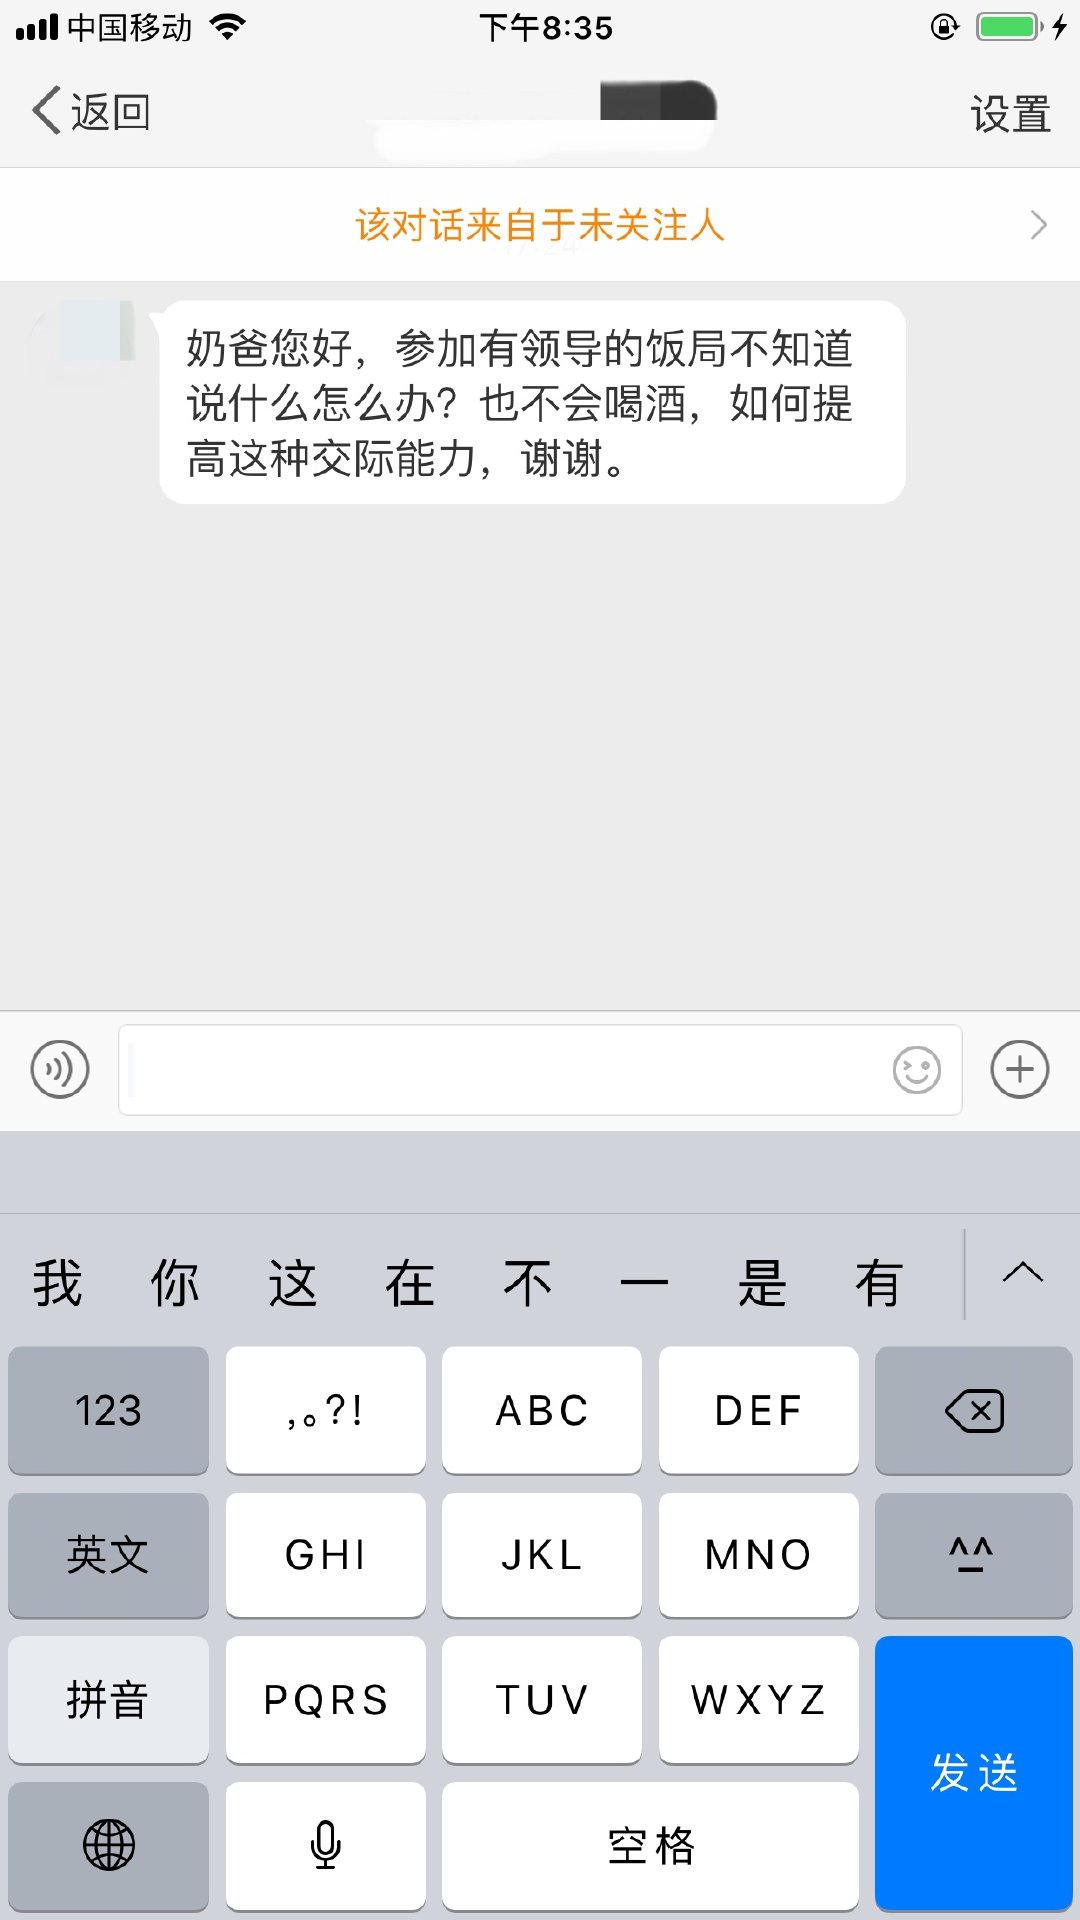 中国移动 下午8:35
返回 设置
该对话来自于未关注人
奶爸您好，参加有领导的饭局不知道
说什么怎么办？也不会喝酒，如何提
高这种交际能力，谢谢。
我 你 这 在 不 一 是 有
123 ,。?! ABC DEF
英文 GHI JKL MNO ^^
拼音 PQRS TUV WXYZ
发送
空格